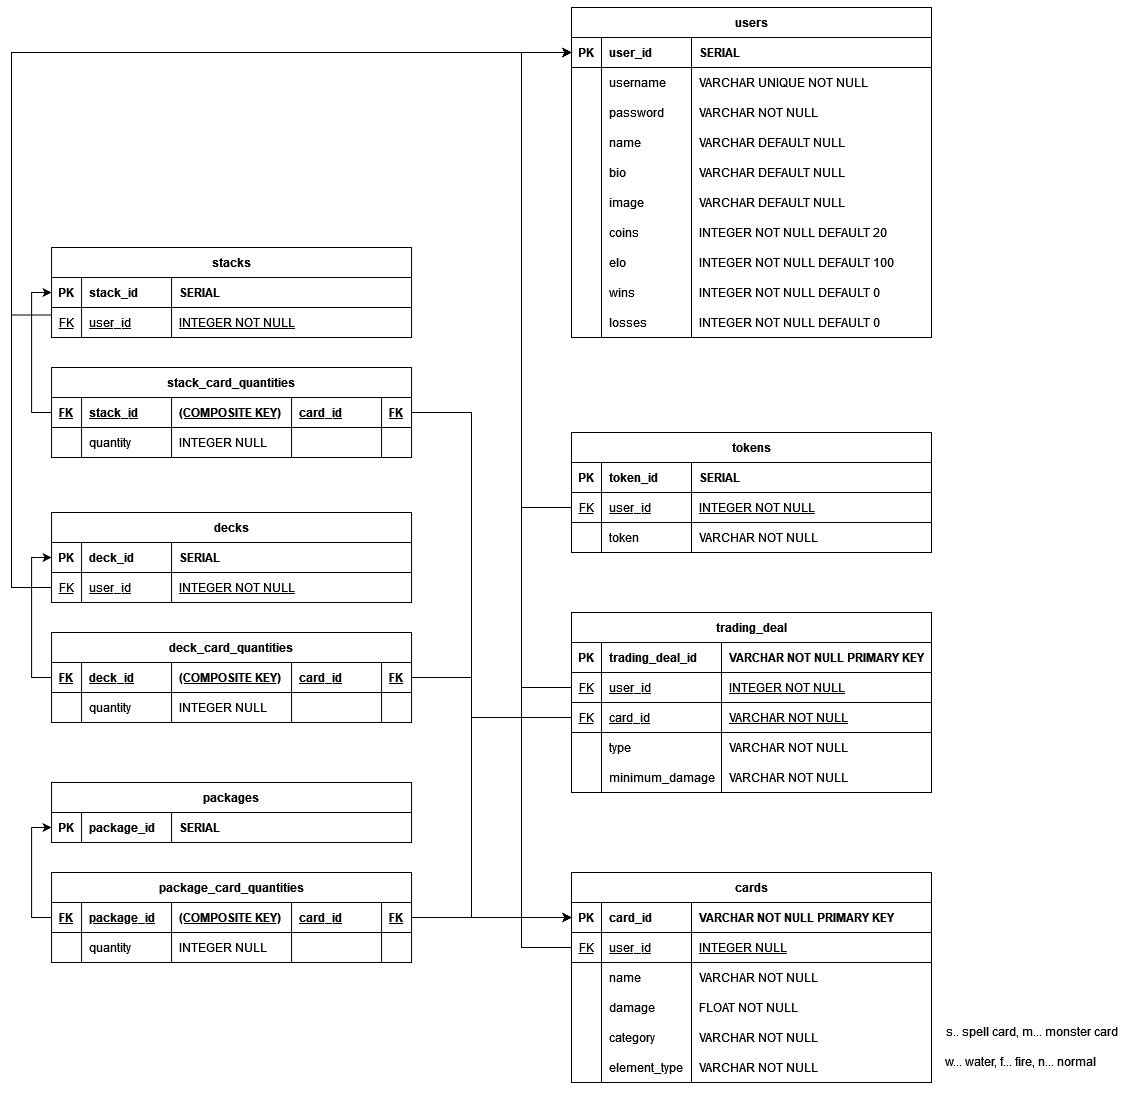 users
PK user_id SERIAL
username VARCHAR UNIQUE NOT NULL
password VARCHAR NOT NULL
name VARCHAR DEFAULT NULL
bio VARCHAR DEFAULT NULL
image VARCHAR DEFAULT NULL
coins INTEGER NOT NULL DEFAULT 20
elo INTEGER NOT NULL DEFAULT 100
wins INTEGER NOT NULL DEFAULT 0
losses INTEGER NOT NULL DEFAULT 0
stacks
PK stack_id SERIAL
FK user_id INTEGER NOT NULL
stack_card_quantities
FK stack_id (COMPOSITE KEY) card_id FK
quantity INTEGER NULL
decks
PK deck_id SERIAL
FK user_id INTEGER NOT NULL
deck_card_quantities
FK deck_id (COMPOSITE KEY) card_id FK
quantity INTEGER NULL
packages
PK package_id SERIAL
package_card_quantities
FK package_id (COMPOSITE KEY) card_id FK
quantity INTEGER NULL
tokens
PK token_id SERIAL
FK user_id INTEGER NOT NULL
token VARCHAR NOT NULL
trading_deal
PK trading_deal_id VARCHAR NOT NULL PRIMARY KEY
FK user_id INTEGER NOT NULL
FK card_id VARCHAR NOT NULL
type VARCHAR NOT NULL
minimum_damage VARCHAR NOT NULL
cards
PK card_id VARCHAR NOT NULL PRIMARY KEY
FK user_id INTEGER NULL
name VARCHAR NOT NULL
damage FLOAT NOT NULL
category VARCHAR NOT NULL
element_type VARCHAR NOT NULL
s.. spell card, m... monster card
w... water, f... fire, n... normal